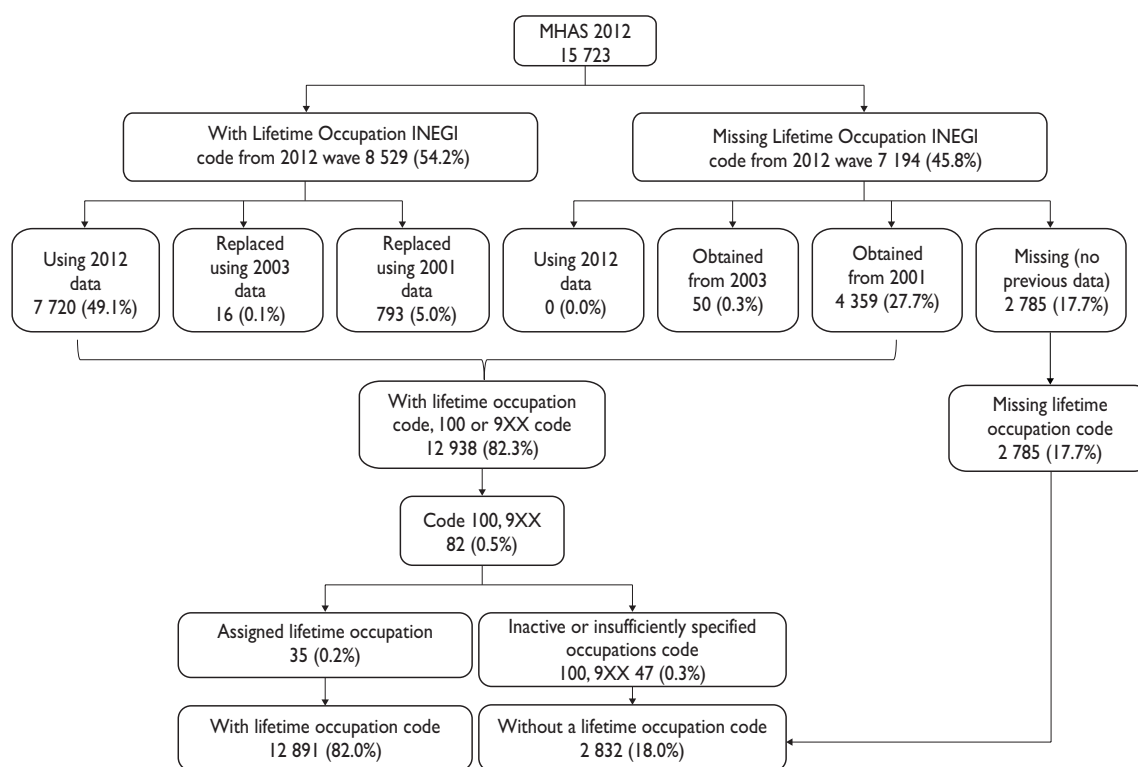 MHAS 2012
15 723
With Lifetime Occupation INEGI
code from 2012 wave 8 529 (54.2%)
Missing Lifetime Occupation INEGI
code from 2012 wave 7 194 (45.8%)
Using 2012
data
7 720 (49.1%)
Replaced
using 2003
data
16 (0.1%)
Replaced
using 2001
data
793 (5.0%)
Using 2012
data
0 (0.0%)
Obtained
from 2003
50 (0.3%)
Obtained
from 2001
4 359 (27.7%)
Missing (no
previous data)
2 785 (17.7%)
With lifetime occupation
code, 100 or 9XX code
12 938 (82.3%)
Missing lifetime
occupation code
2 785 (17.7%)
Code 100, 9XX
82 (0.5%)
Assigned lifetime occupation
35 (0.2%)
Inactive or insufficiently specified
occupations code
100, 9XX 47 (0.3%)
With lifetime occupation code
12 891 (82.0%)
Without a lifetime occupation code
2 832 (18.0%)